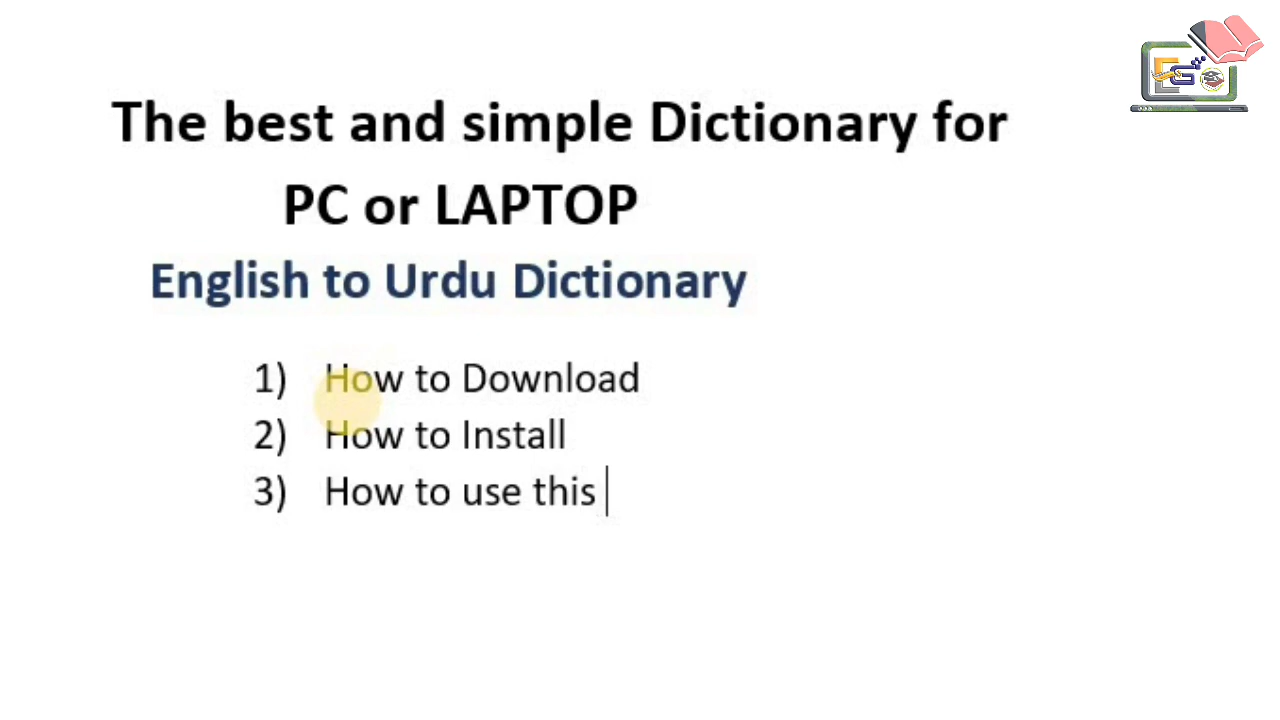 The best and simple Dictionary for
PC or LAPTOP
English to Urdu Dictionary
1) How to Download
2) How to Install
3) How to use this
EG